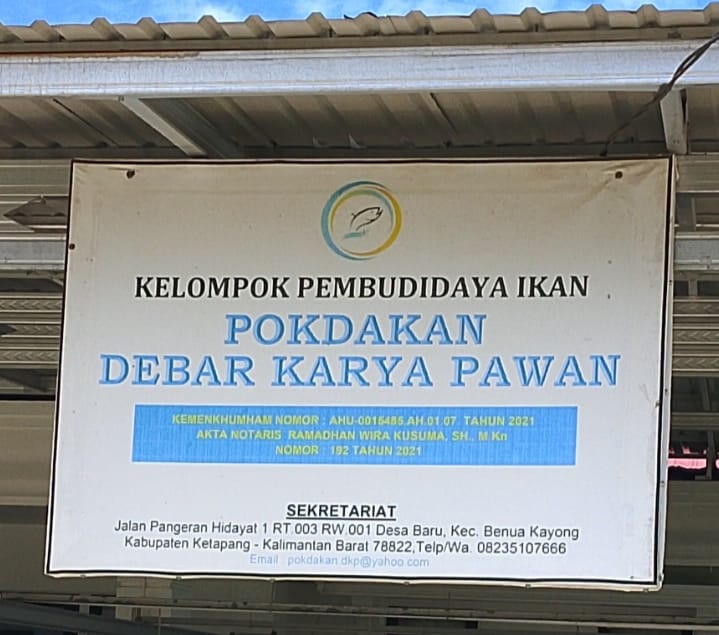 KELOMPOK PEMBUDIDAYA IKAN
POKDAKAN
DEBAR KARYA PAWAN
KEMENKHUMHAM NOMOR : AHU-0015485.AH.01.07. TAHUN 2021
AKTA NOTARIS RAMADHAN WIRA KUSUMA, SH., M.Kn
NOMOR : 192 TAHUN 2021
SEKRETARIAT
Jalan Pangeran Hidayat 1 RT.003 RW.001 Desa Baru, Kec. Benua Kayong
Kabupaten Ketapang - Kalimantan Barat 78822,Telp/Wa. 08235107666
Email : pokdakan.dkp@yahoo.com